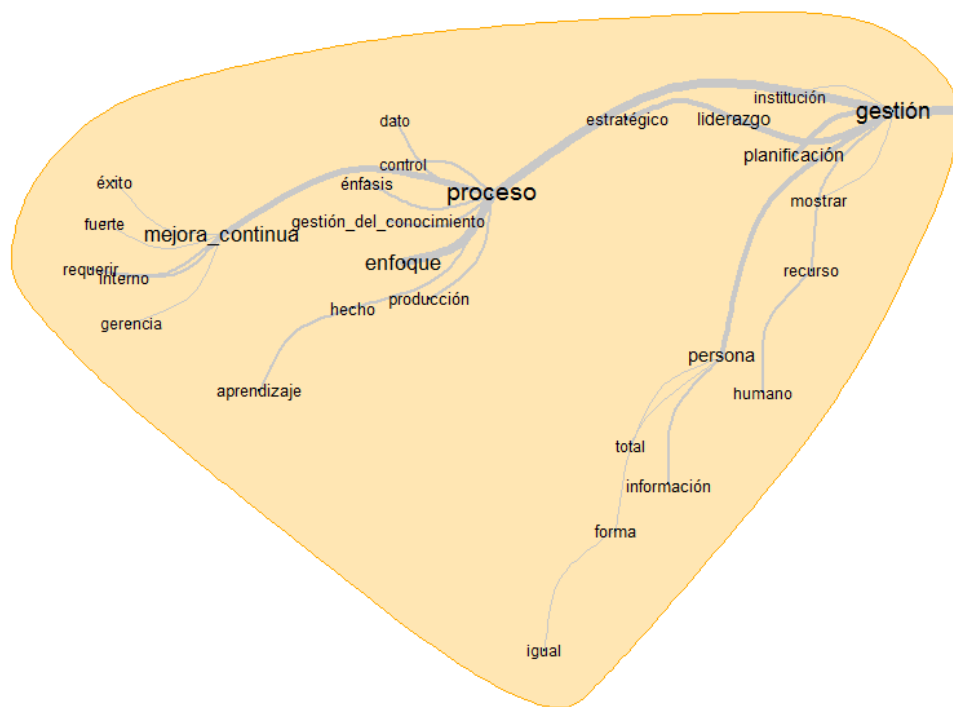 institución
gestión
dato
estratégico
liderazgo
planificación
control
éxito
énfasis
proceso
mostrar
fuerte
mejora_continua
gestión_del_conocimiento
requerir
interno
enfoque
recurso
gerencia
hecho
producción
persona
aprendizaje
humano
total
información
forma
igual